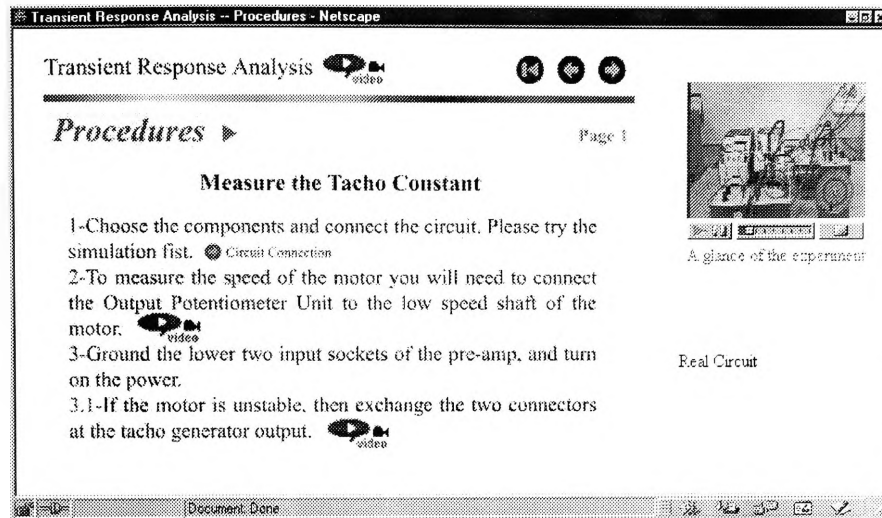 Transient Response Analysis -- Procedures - Netscape
Transient Response Analysis
video
Procedures
Page 1
Measure the Tacho Constant
1-Choose the components and connect the circuit. Please try the
simulation fist. Circuit Connection
2-To measure the speed of the motor you will need to connect
the Output Potentiometer Unit to the low speed shaft of the
motor.
video
3-Ground the lower two input sockets of the pre-amp, and turn
on the power.
3.1-If the motor is unstable, then exchange the two connectors
at the tacho generator output.
video
A glance of the experiment
Real Circuit
Document: Done